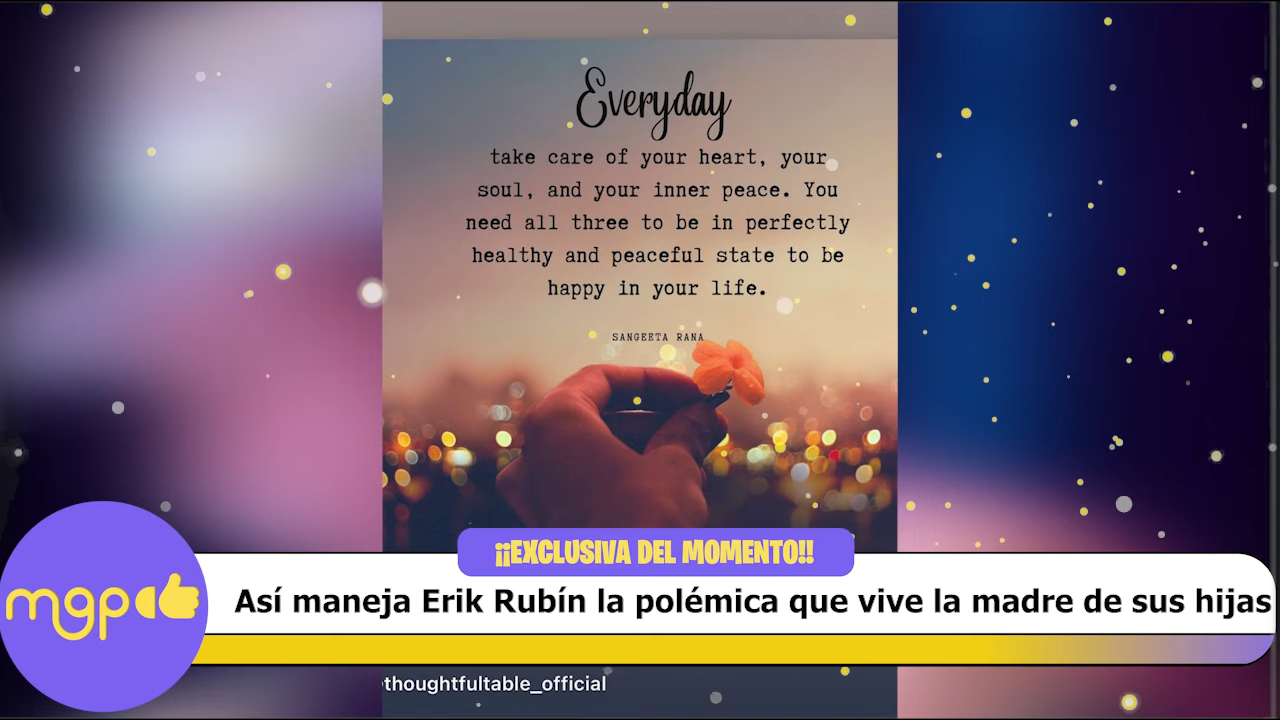 Everyday
take care of your heart, your
soul, and your inner peace. You
need all three to be in perfectly
healthy and peaceful state to be
happy in your life.
SANGEETA RANA
¡¡EXCLUSIVA DEL MOMENTO!!
mgp
Así maneja Erik Rubín la polémica que vive la madre de sus hijas
thoughtfultable_official